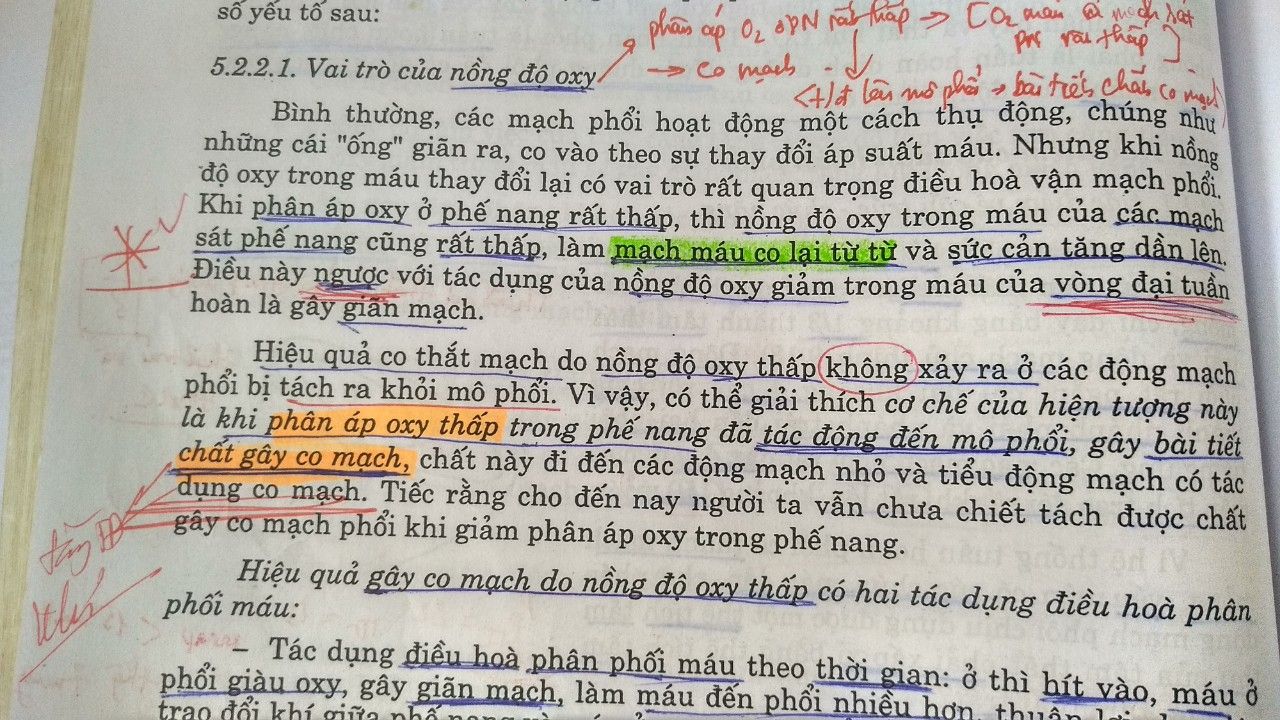 số yếu tố sau:
phân áp O₂ ở PN rất thấp → [O₂ máu ở mạch sát
PN rất thấp]
5.2.2.1. Vai trò của nồng độ oxy
→ co mạch
<+>đ lên mô phổi → bài tiết chất co mạch
Bình thường, các mạch phổi hoạt động một cách thụ động, chúng như
những cái "ống" giãn ra, co vào theo sự thay đổi áp suất máu. Nhưng khi nồng
độ oxy trong máu thay đổi lại có vai trò rất quan trọng điều hoà vận mạch phổi.
Khi phân áp oxy ở phế nang rất thấp, thì nồng độ oxy trong máu của các mạch
sát phế nang cũng rất thấp, làm mạch máu co lại từ từ và sức cản tăng dần lên.
Điều này ngược với tác dụng của nồng độ oxy giảm trong máu của vòng đại tuần
hoàn là gây giãn mạch.
Hiệu quả co thắt mạch do nồng độ oxy thấp không xảy ra ở các động mạch
phổi bị tách ra khỏi mô phổi. Vì vậy, có thể giải thích cơ chế của hiện tượng này
là khi phân áp oxy thấp trong phế nang đã tác động đến mô phổi, gây bài tiết
chất gây co mạch, chất này đi đến các động mạch nhỏ và tiểu động mạch có tác
dụng co mạch. Tiếc rằng cho đến nay người ta vẫn chưa chiết tách được chất
gây co mạch phổi khi giảm phân áp oxy trong phế nang.
Hiệu quả gây co mạch do nồng độ oxy thấp có hai tác dụng điều hoà phân
phối máu:
– Tác dụng điều hoà phân phối máu theo thời gian: ở thì hít vào, máu ở
phổi giàu oxy, gây giãn mạch, làm máu đến phổi nhiều hơn, thuận lợi
trao đổi khí giữa phế nang